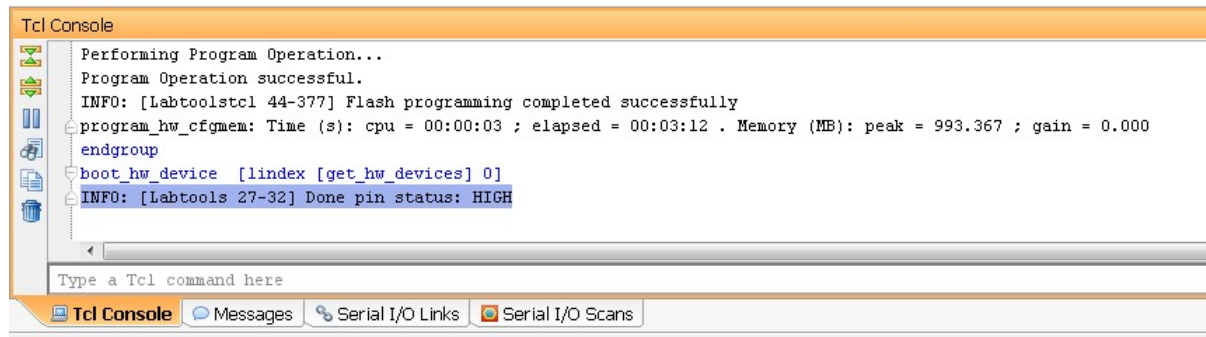 Tcl Console
Performing Program Operation...
Program Operation successful.
INFO: [Labtoolstcl 44-377] Flash programming completed successfully
program_hw_cfgmem: Time (s): cpu = 00:00:03 ; elapsed = 00:03:12 . Memory (MB): peak = 993.367 ; gain = 0.000
endgroup
boot_hw_device  [lindex [get_hw_devices] 0]
INFO: [Labtools 27-32] Done pin status: HIGH
Type a Tcl command here
Tcl Console Messages Serial I/O Links Serial I/O Scans